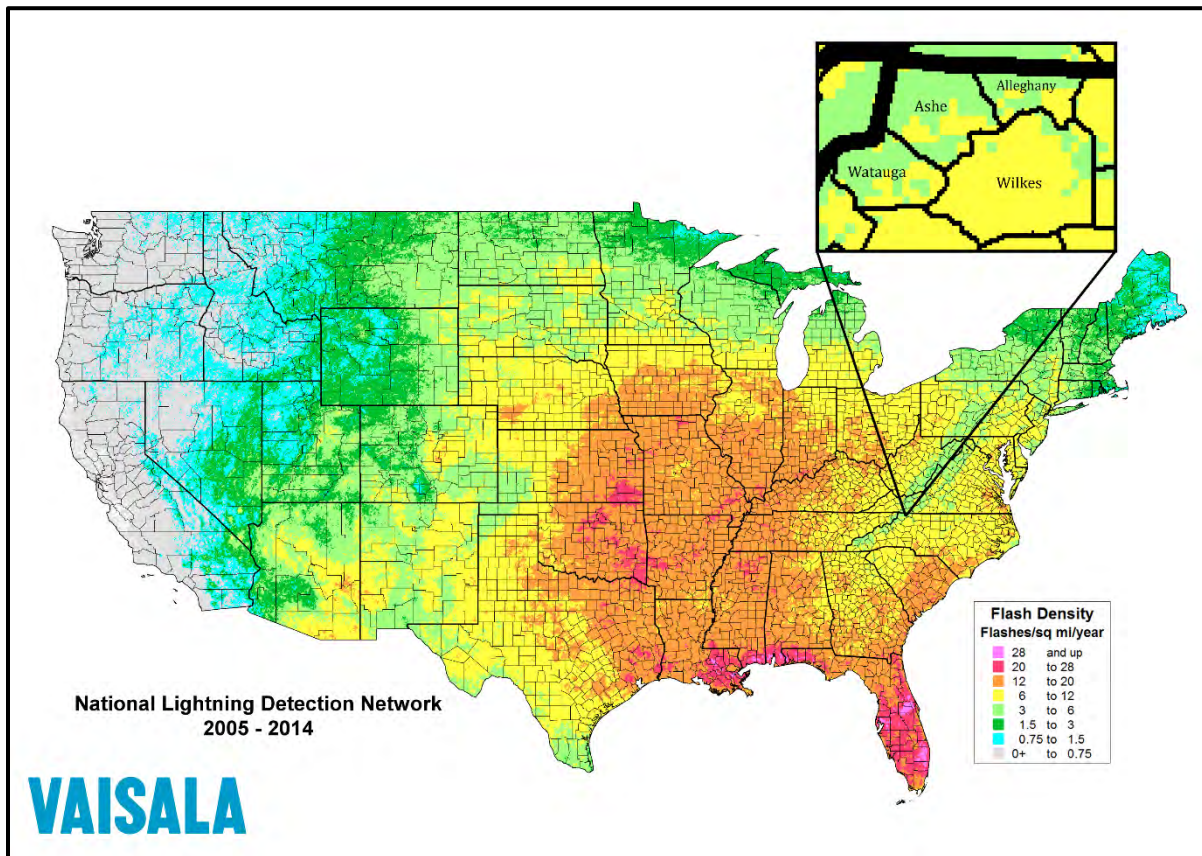 Alleghany
Ashe
Watauga
Wilkes
Flash Density
Flashes/sq mi/year
28 and up
20 to 28
12 to 20
6 to 12
3 to 6
1.5 to 3
0.75 to 1.5
0+ to 0.75
National Lightning Detection Network
2005 - 2014
VAISALA